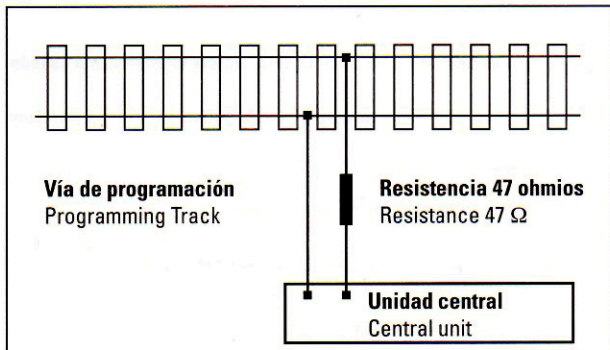 Vía de programación
Programming Track
Resistencia 47 ohmios
Resistance 47 Ω
Unidad central
Central unit